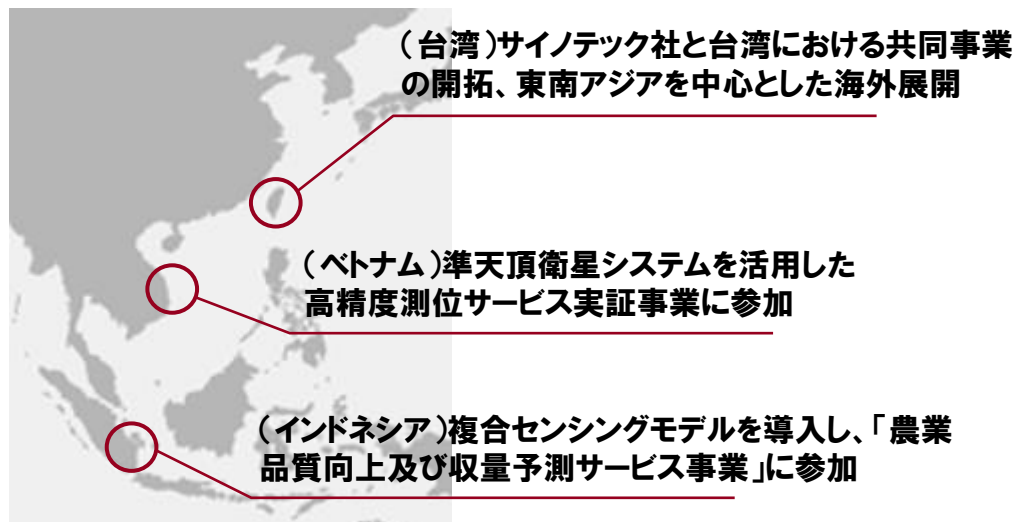 （台湾）サイノテック社と台湾における共同事業
の開拓、東南アジアを中心とした海外展開
（ベトナム）準天頂衛星システムを活用した
高精度測位サービス実証事業に参加
（インドネシア）複合センシングモデルを導入し、「農業
品質向上及び収量予測サービス事業」に参加